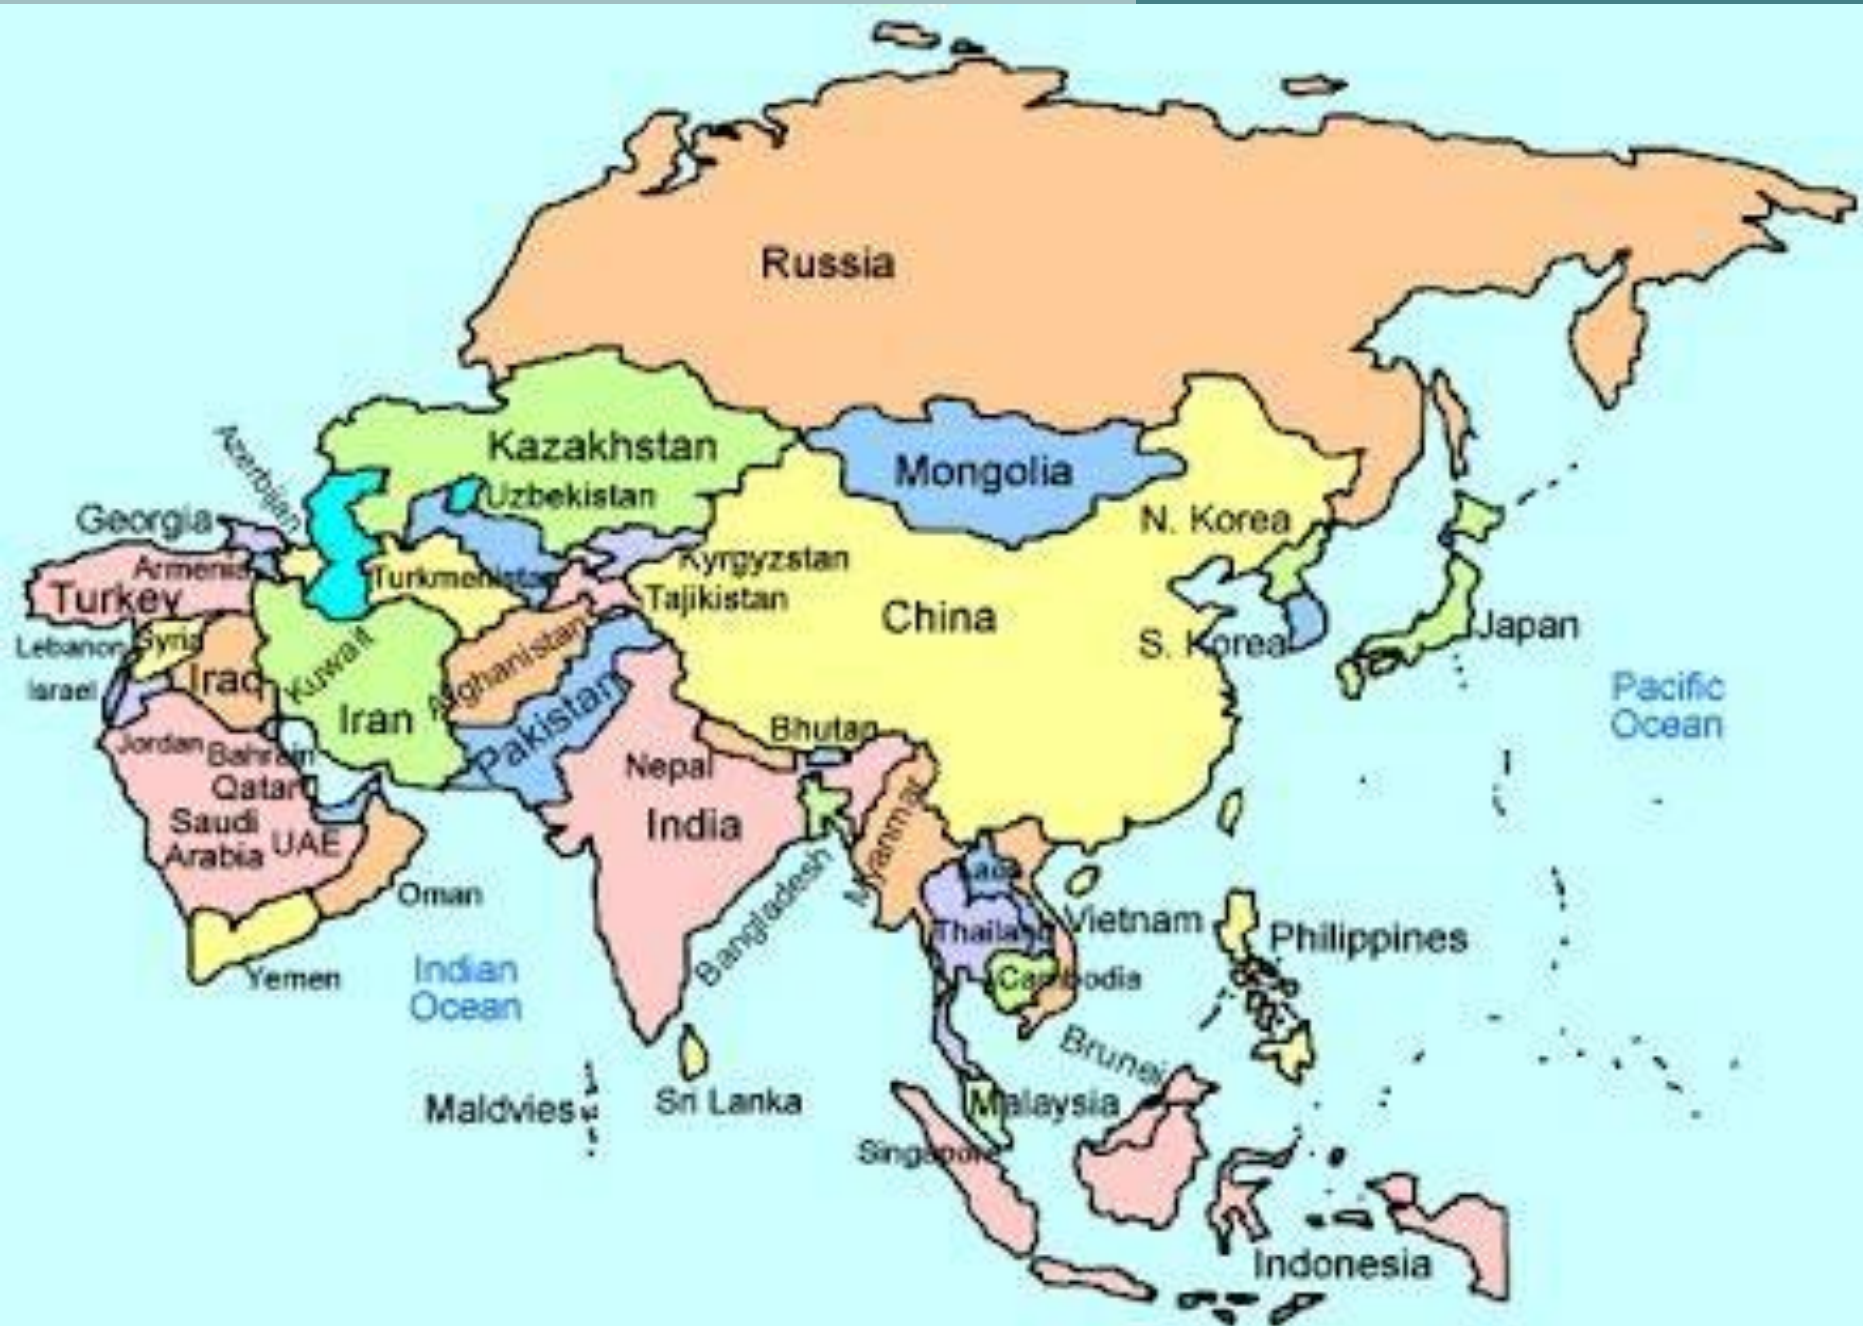 Russia
Kazakhstan
Mongolia
Azerbijan
Uzbekistan
Georgia
N. Korea
Armenia
Turkmenistan
Kyrgyzstan
Turkey
Tajikistan
China
Japan
Lebanon
Syria
S. Korea
Afghanistan
Israel
Iraq
Kuwait
Iran
Pacific
Ocean
Pakistan
Jordan
Bahrain
Bhutan
Nepal
Qatar
Saudi
Arabia
UAE
India
Myanmar
Laos
Oman
Bangladesh
Vietnam
Thailand
Philippines
Yemen
Indian
Ocean
Cambodia
Brunei
Maldvies
Sri Lanka
Malaysia
Singapore
Indonesia